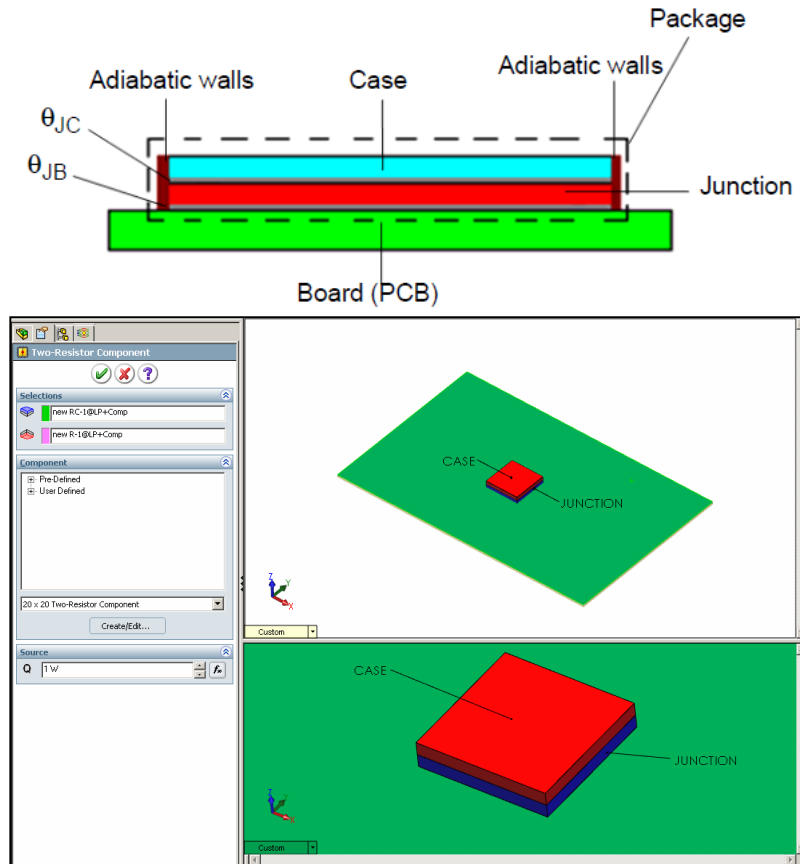 Package
Adiabatic walls
Case
Adiabatic walls
θJC
θJB
Junction
Board (PCB)
Two-Resistor Component
Selections
new RC-1@LP+Comp
new R-1@LP+Comp
Component
Pre-Defined
User Defined
20 x 20 Two-Resistor Component
Create/Edit...
Source
Q 1 W
CASE
JUNCTION
Z
Y
X
Custom
CASE
JUNCTION
Z
Y
X
Custom